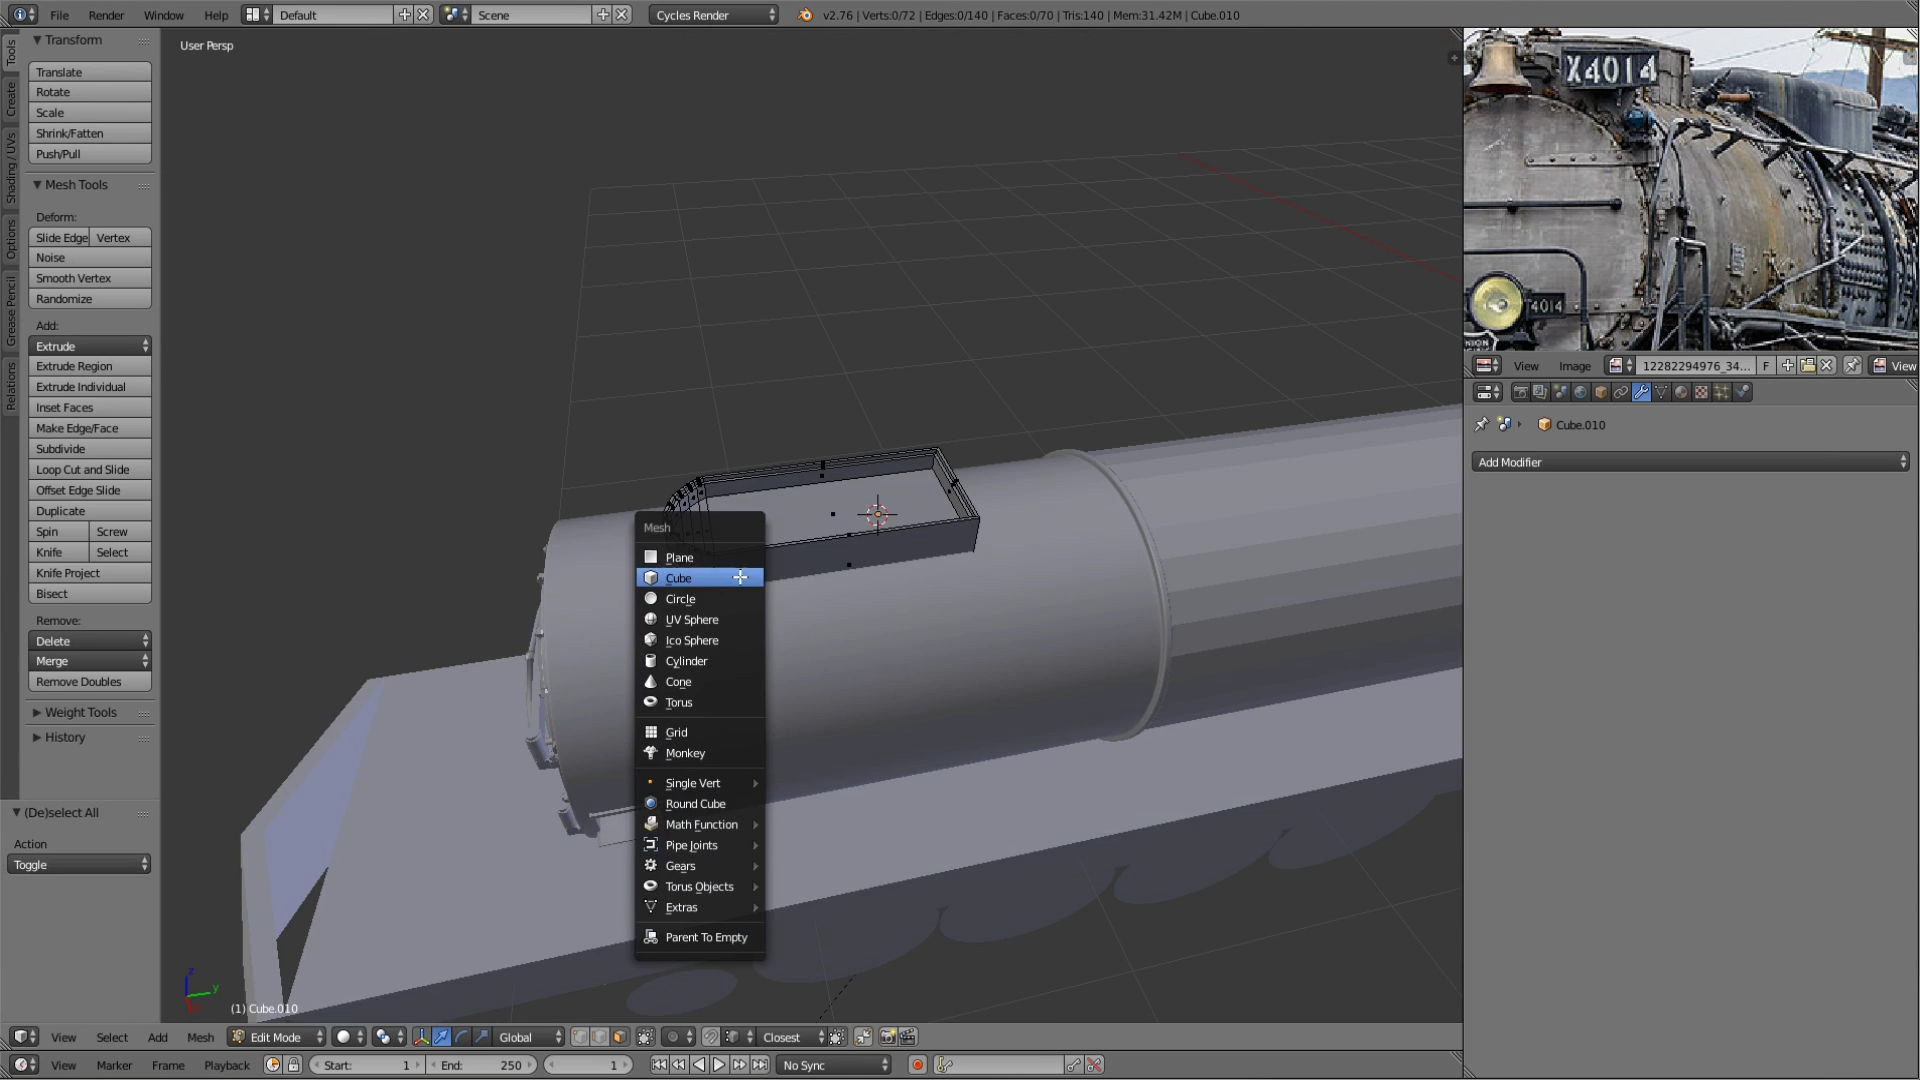 File Render Window Help Default Scene Cycles Render v2.76 | Verts:0/72 | Edges:0/140 | Faces:0/70 | Tris:140 | Mem:31.42M | Cube.010
Tools
Create
Shading / UVs
Options
Grease Pencil
Relations
Transform
Translate
Rotate
Scale
Shrink/Fatten
Push/Pull
Mesh Tools
Deform:
Slide Edge Vertex
Noise
Smooth Vertex
Randomize
Add:
Extrude
Extrude Region
Extrude Individual
Inset Faces
Make Edge/Face
Subdivide
Loop Cut and Slide
Offset Edge Slide
Duplicate
Spin Screw
Knife Select
Knife Project
Bisect
Remove:
Delete
Merge
Remove Doubles
Weight Tools
History
(De)select All
Action
Toggle
User Persp
Mesh
Plane
Cube
Circle
UV Sphere
Ico Sphere
Cylinder
Cone
Torus
Grid
Monkey
Single Vert
Round Cube
Math Function
Pipe Joints
Gears
Torus Objects
Extras
Parent To Empty
z
y
(1) Cube.010
X4014
4014
View Image 12282294976_34... F View
Cube.010
Add Modifier
View Select Add Mesh Edit Mode Global Closest
View Marker Frame Playback Start: 1 End: 250 1 No Sync